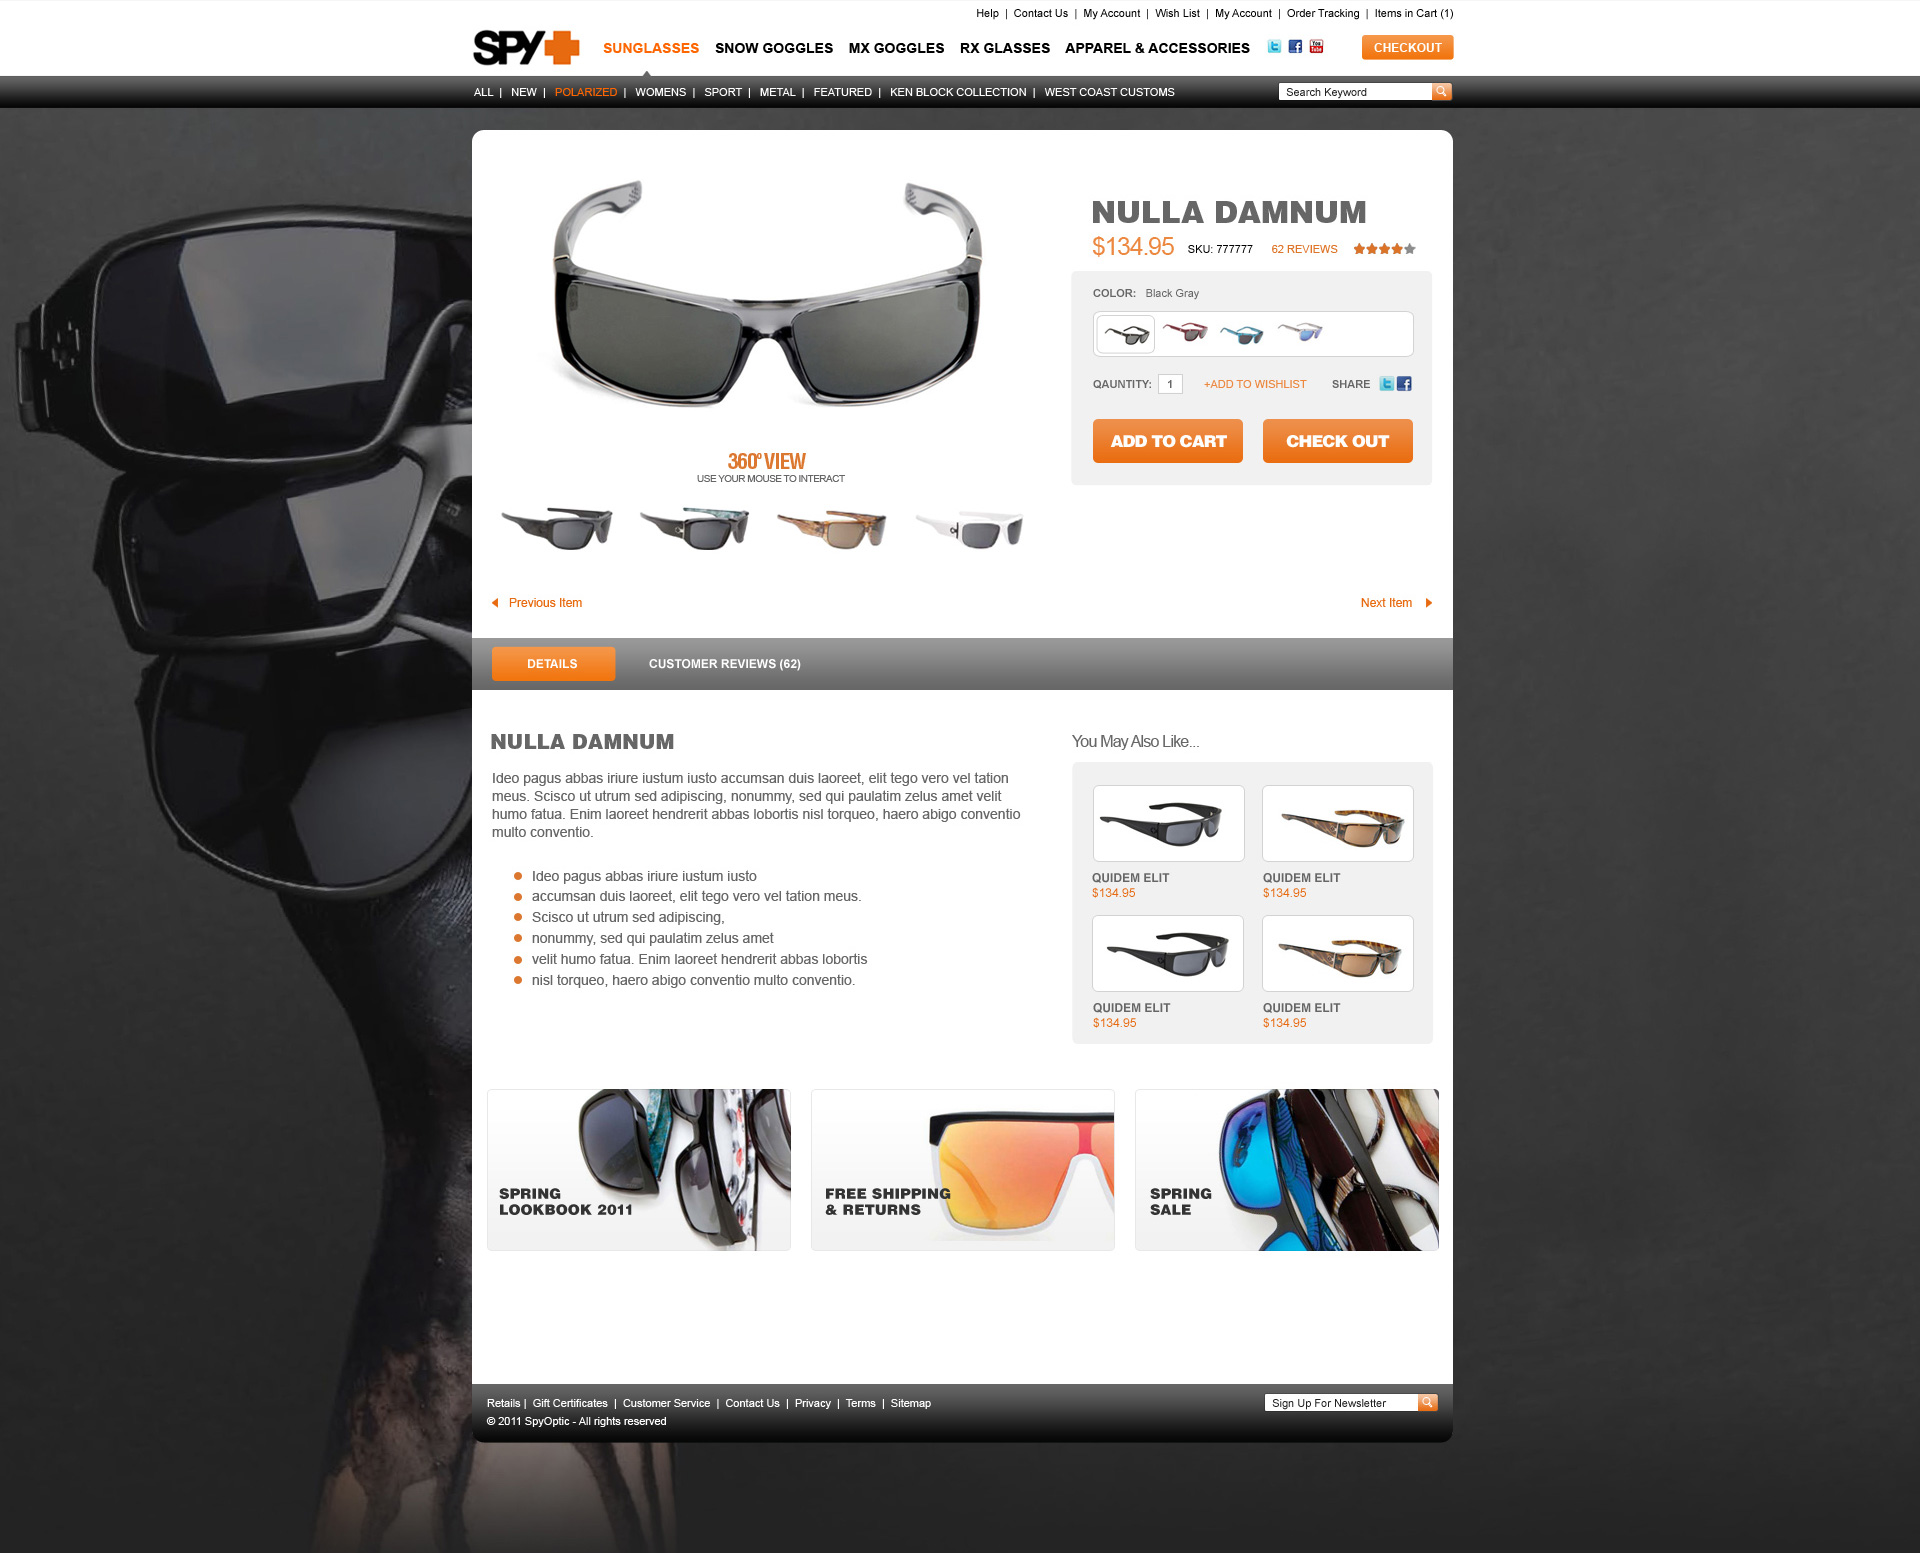 Help | Contact Us | My Account | Wish List | My Account | Order Tracking | Items in Cart (1)
SPY
SUNGLASSES SNOW GOGGLES MX GOGGLES RX GLASSES APPAREL & ACCESSORIES
You Tube
CHECKOUT
ALL | NEW | POLARIZED | WOMENS | SPORT | METAL | FEATURED | KEN BLOCK COLLECTION | WEST COAST CUSTOMS
Search Keyword
NULLA DAMNUM
$134.95 SKU: 777777 62 REVIEWS
COLOR: Black Gray
QAUNTITY: 1 +ADD TO WISHLIST SHARE
ADD TO CART CHECK OUT
360º VIEW
USE YOUR MOUSE TO INTERACT
Previous Item
Next Item
DETAILS
CUSTOMER REVIEWS (62)
NULLA DAMNUM
Ideo pagus abbas iriure iustum iusto accumsan duis laoreet, elit tego vero vel tation
meus. Scisco ut utrum sed adipiscing, nonummy, sed qui paulatim zelus amet velit
humo fatua. Enim laoreet hendrerit abbas lobortis nisl torqueo, haero abigo conventio
multo conventio.
Ideo pagus abbas iriure iustum iusto
accumsan duis laoreet, elit tego vero vel tation meus.
Scisco ut utrum sed adipiscing,
nonummy, sed qui paulatim zelus amet
velit humo fatua. Enim laoreet hendrerit abbas lobortis
nisl torqueo, haero abigo conventio multo conventio.
You May Also Like...
QUIDEM ELIT
$134.95
QUIDEM ELIT
$134.95
QUIDEM ELIT
$134.95
QUIDEM ELIT
$134.95
SPRING
LOOKBOOK 2011
FREE SHIPPING
& RETURNS
SPRING
SALE
Retails | Gift Certificates | Customer Service | Contact Us | Privacy | Terms | Sitemap
© 2011 SpyOptic - All rights reserved
Sign Up For Newsletter